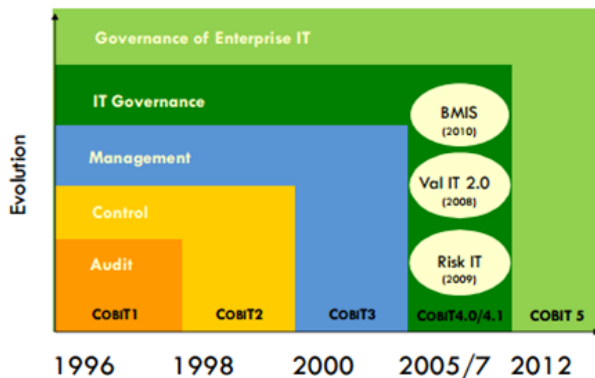 Governance of Enterprise IT
IT Governance
BMIS
(2010)
Management
Val IT 2.0
(2008)
Control
Audit
Risk IT
(2009)
Evolution
COBIT1
COBIT2
COBIT3
COBIT4.0/4.1
COBIT 5
1996
1998
2000
2005/7
2012